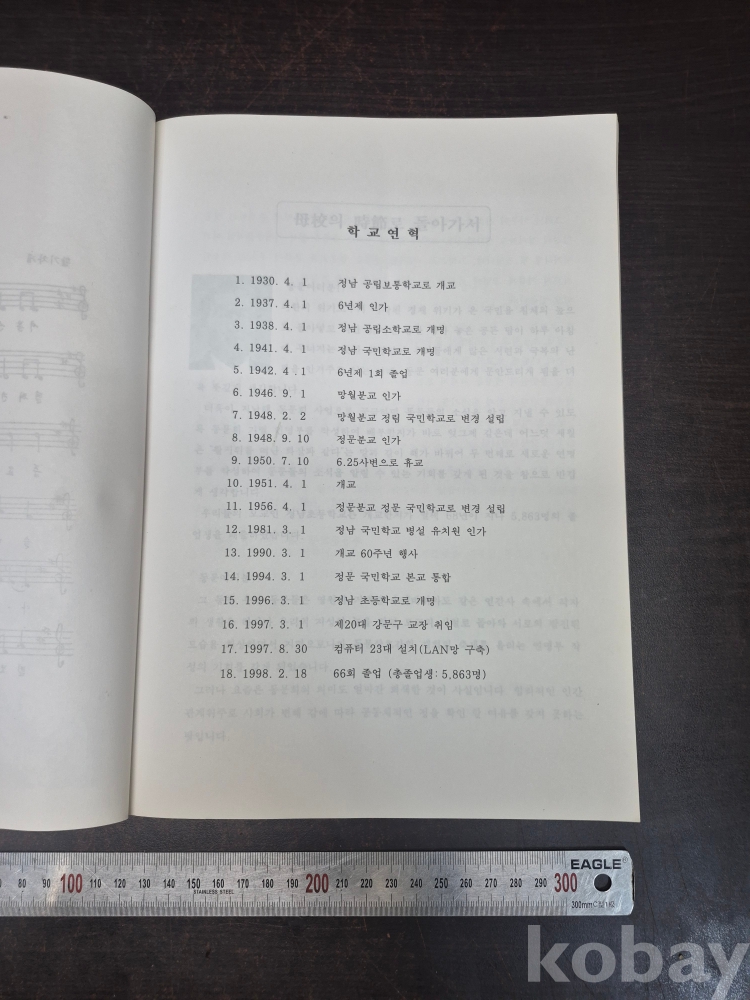 학교연혁
1. 1930. 4. 1 정남 공립보통학교로 개교
2. 1937. 4. 1 6년제 인가
3. 1938. 4. 1 정남 공립소학교로 개명
4. 1941. 4. 1 정남 국민학교로 개명
5. 1942. 4. 1 6년제 1회 졸업
6. 1946. 9. 1 망월분교 인가
7. 1948. 2. 2 망월분교 정림 국민학교로 변경 설립
8. 1948. 9. 10 정문분교 인가
9. 1950. 7. 10 6.25사변으로 휴교
10. 1951. 4. 1 개교
11. 1956. 4. 1 정문분교 정문 국민학교로 변경 설립
12. 1981. 3. 1 정남 국민학교 병설 유치원 인가
13. 1990. 3. 1 개교 60주년 행사
14. 1994. 3. 1 정문 국민학교 본교 통합
15. 1996. 3. 1 정남 초등학교로 개명
16. 1997. 3. 1 제20대 강문구 교장 취임
17. 1997. 8. 30 컴퓨터 23대 설치(LAN망 구축)
18. 1998. 2. 18 66회 졸업 (총졸업생: 5,863명)
EAGLE
80 90 100 110 120 130 140 150 160 170 180 190 200 210 220 230 240 250 260 270 280 290 300
STAINLESS STEEL
300mm
kobay